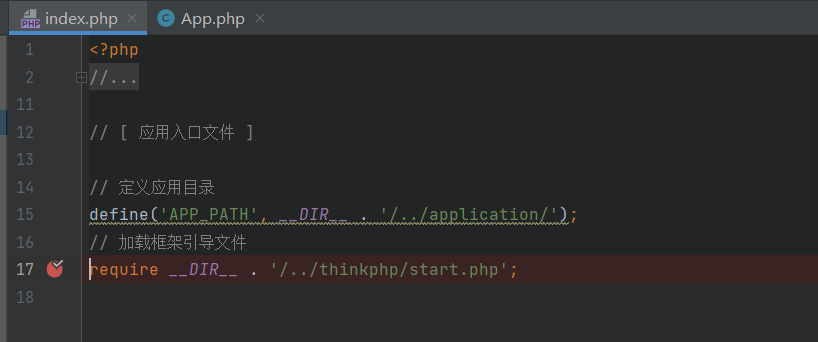 index.php App.php
1 <?php
2 //...
11
12 // [ 应用入口文件 ]
13
14 // 定义应用目录
15 define('APP_PATH', __DIR__ . '/../application/');
16 // 加载框架引导文件
17 require __DIR__ . '/../thinkphp/start.php';
18